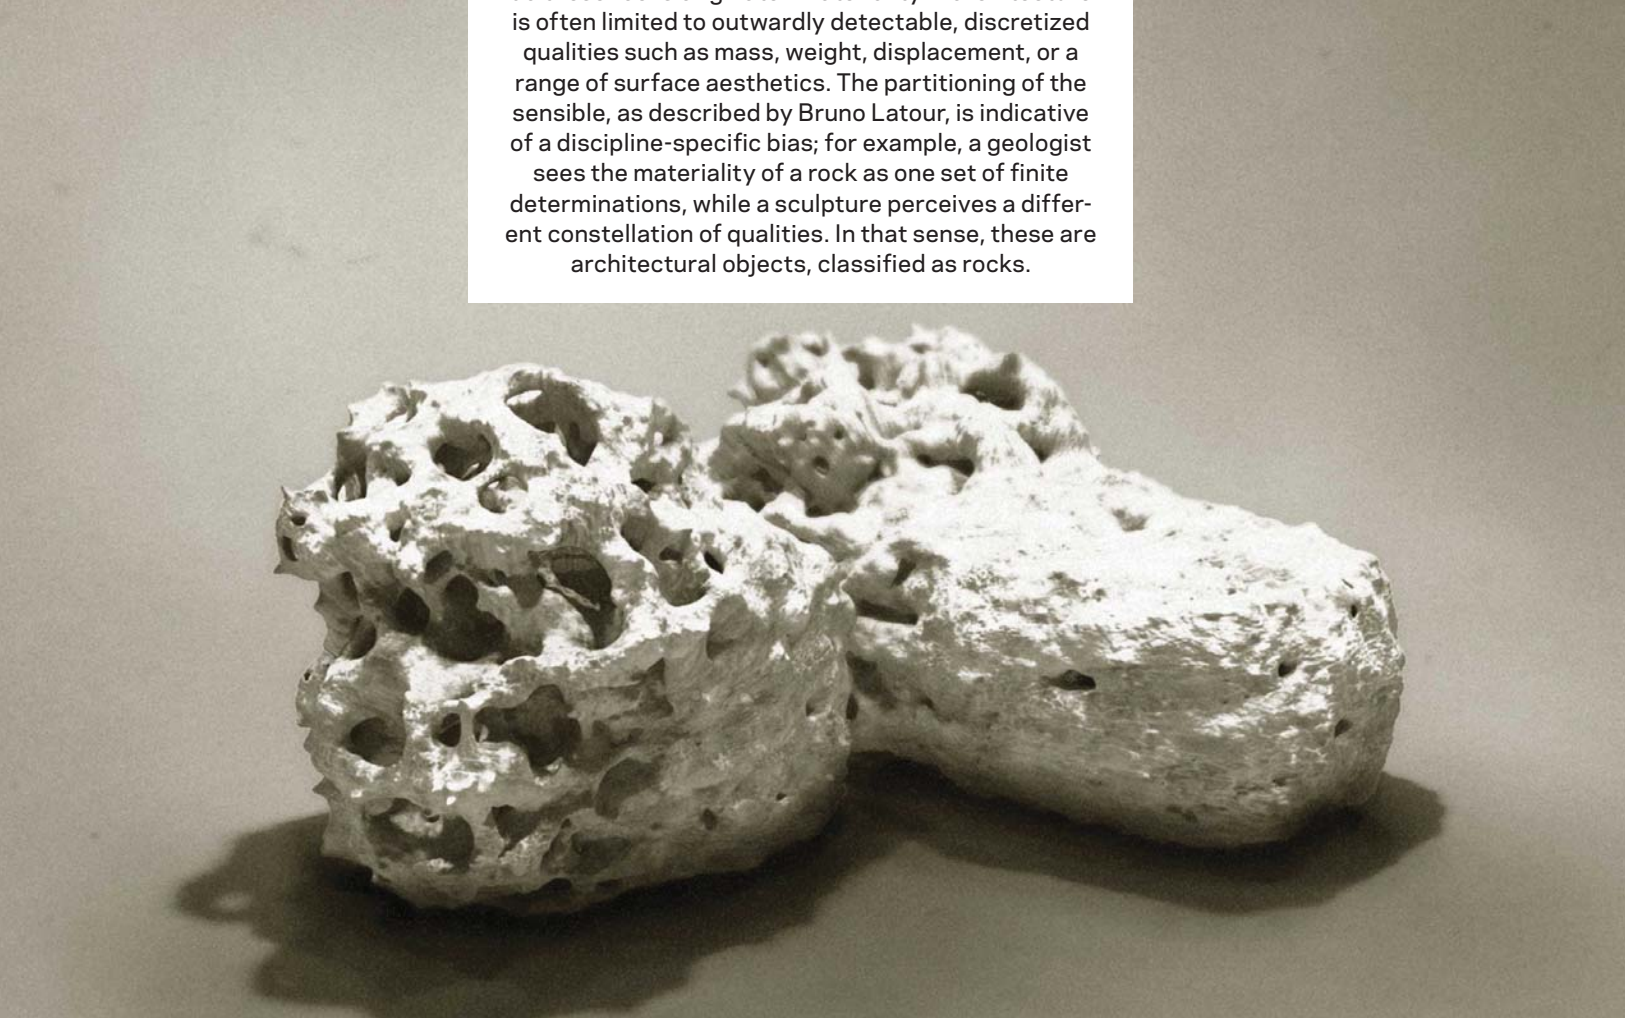 is often limited to outwardly detectable, discretized
qualities such as mass, weight, displacement, or a
range of surface aesthetics. The partitioning of the
sensible, as described by Bruno Latour, is indicative
of a discipline-specific bias; for example, a geologist
sees the materiality of a rock as one set of finite
determinations, while a sculpture perceives a differ-
ent constellation of qualities. In that sense, these are
architectural objects, classified as rocks.